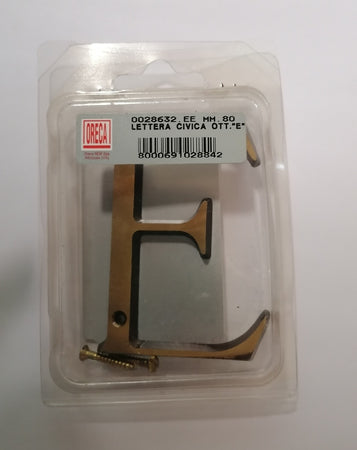 0028632.EE MM.80
LETTERA CIVICA OTT."E"
ORECA
8000691028842
E